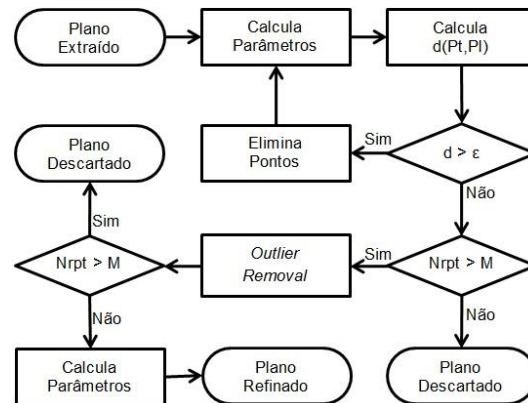 Plano
Extraído
Calcula
Parâmetros
Calcula
d(Pt,Pl)
Elimina
Pontos
Sim
d > ε
Não
Plano
Descartado
Sim
Nrpt > M
Outlier
Removal
Sim
Nrpt > M
Não
Não
Calcula
Parâmetros
Plano
Refinado
Plano
Descartado